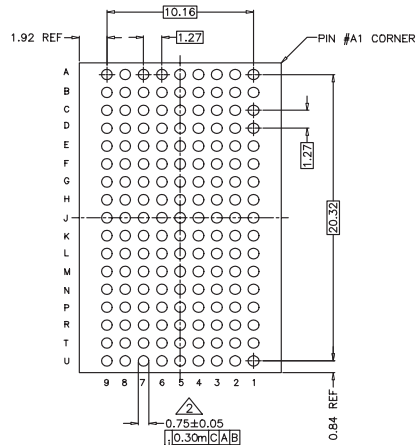 10.16
1.92 REF
1.27
PIN #A1 CORNER
A
B
C
D
E
F
G
H
J
K
L
M
N
P
R
T
U
1.27
20.32
0.84 REF
9 8 7 6 5 4 3 2 1
2
0.75±0.05
0.30m C A B